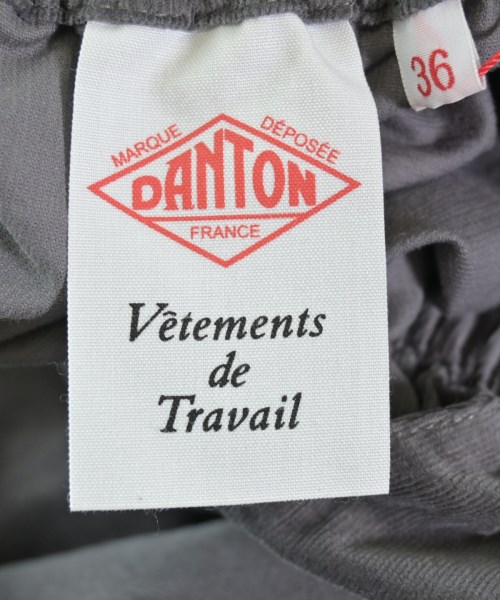 MARQUE DÉPOSÉE
DANTON
FRANCE
Vêtements
de
Travail
36